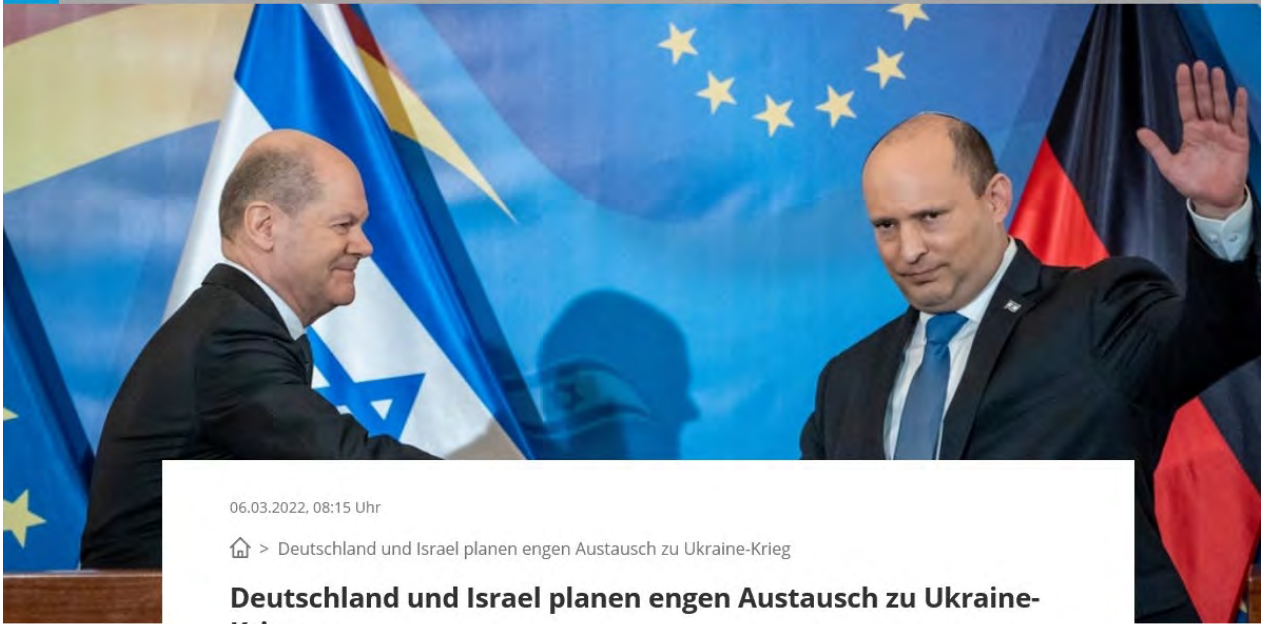 06.03.2022, 08:15 Uhr
> Deutschland und Israel planen engen Austausch zu Ukraine-Krieg
Deutschland und Israel planen engen Austausch zu Ukraine-